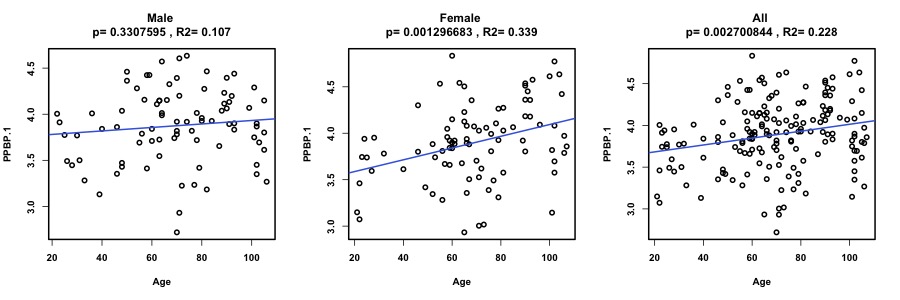 Male
p= 0.3307595 , R2= 0.107
PPBP.1
4.5
4.0
3.5
3.0
20 40 60 80 100
Age
Female
p= 0.001296683 , R2= 0.339
PPBP.1
4.5
4.0
3.5
3.0
20 40 60 80 100
Age
All
p= 0.002700844 , R2= 0.228
PPBP.1
4.5
4.0
3.5
3.0
20 40 60 80 100
Age